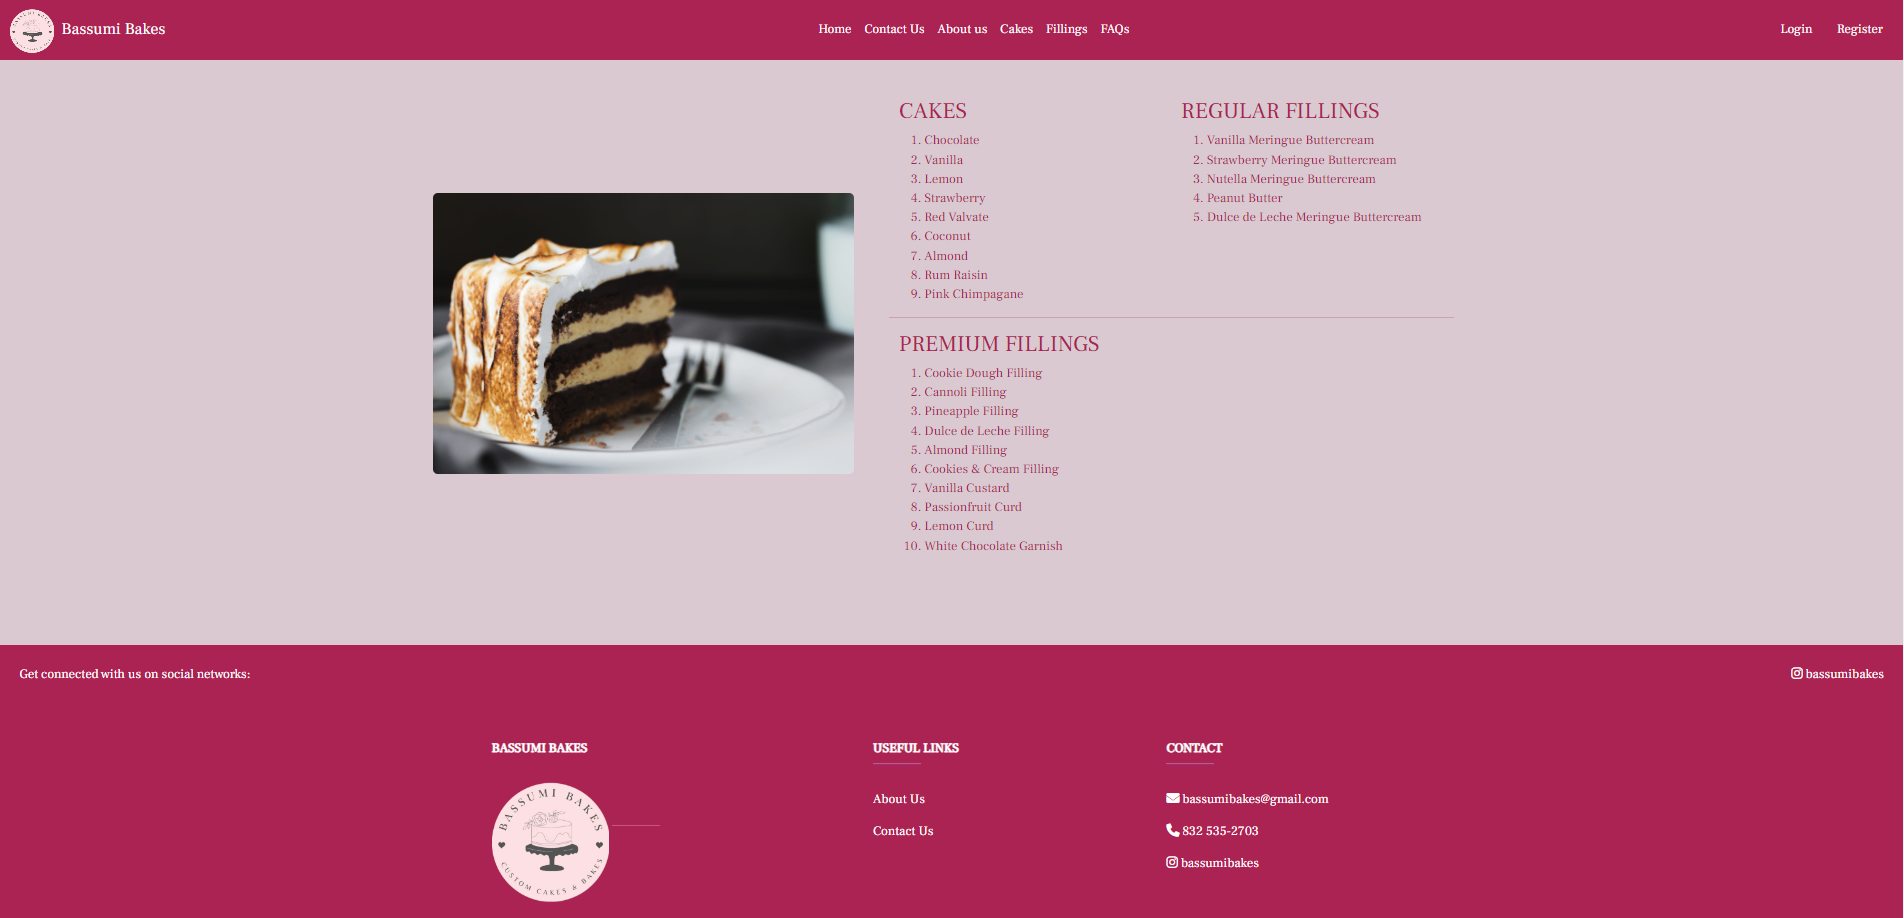 Bassumi Bakes
Home Contact Us About us Cakes Fillings FAQs
Login Register
CAKES
1. Chocolate
2. Vanilla
3. Lemon
4. Strawberry
5. Red Valvate
6. Coconut
7. Almond
8. Rum Raisin
9. Pink Chimpagane
REGULAR FILLINGS
1. Vanilla Meringue Buttercream
2. Strawberry Meringue Buttercream
3. Nutella Meringue Buttercream
4. Peanut Butter
5. Dulce de Leche Meringue Buttercream
PREMIUM FILLINGS
1. Cookie Dough Filling
2. Cannoli Filling
3. Pineapple Filling
4. Dulce de Leche Filling
5. Almond Filling
6. Cookies & Cream Filling
7. Vanilla Custard
8. Passionfruit Curd
9. Lemon Curd
10. White Chocolate Garnish
Get connected with us on social networks:
bassumibakes
BASSUMI BAKES
BASSUMI BAKES
CUSTOM CAKES & BAKES
USEFUL LINKS
About Us
Contact Us
CONTACT
bassumibakes@gmail.com
832 535-2703
bassumibakes